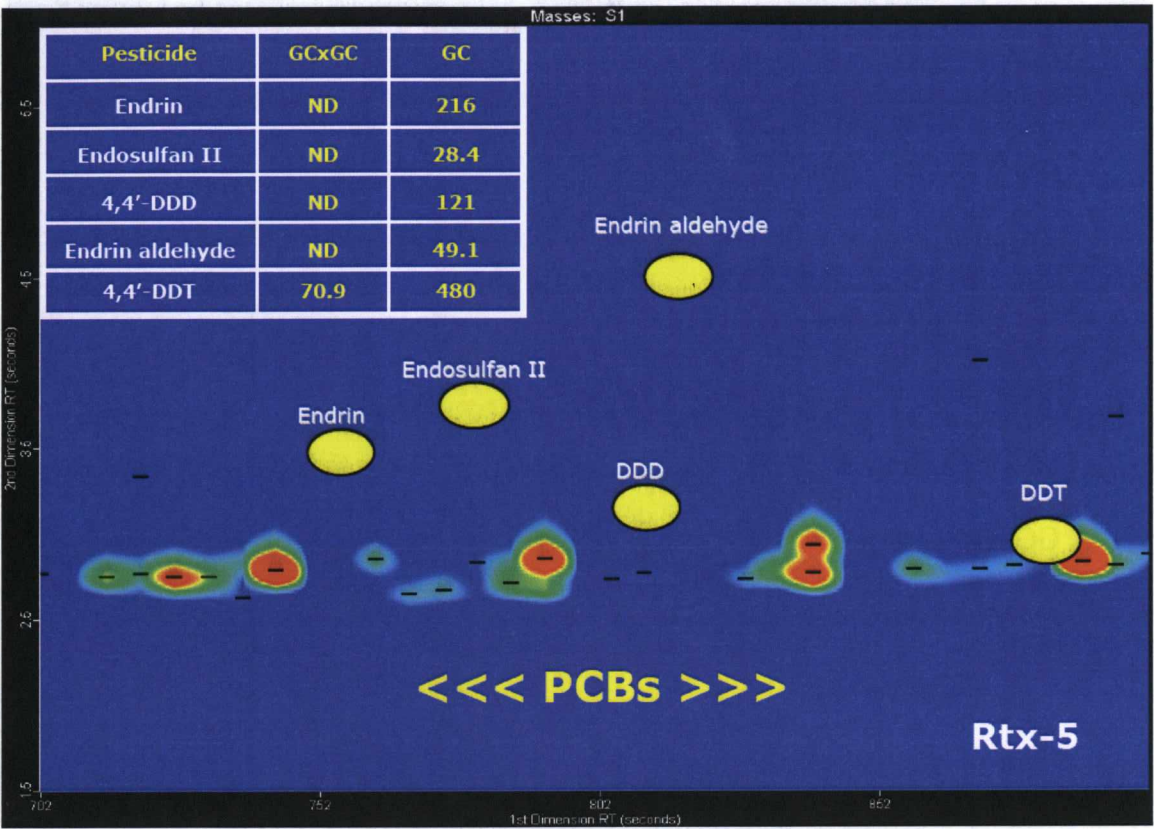 Masses: S1
Pesticide GCxGC GC
Endrin ND 216
Endosulfan II ND 28.4
4,4'-DDD ND 121
Endrin aldehyde ND 49.1
4,4'-DDT 70.9 480
Endrin aldehyde
Endosulfan II
Endrin
DDD
DDT
<<< PCBs >>>
Rtx-5
2nd Dimension RT (seconds)
5.5
4.5
3.5
2.5
1.5
702 752 802 852
1st Dimension RT (seconds)